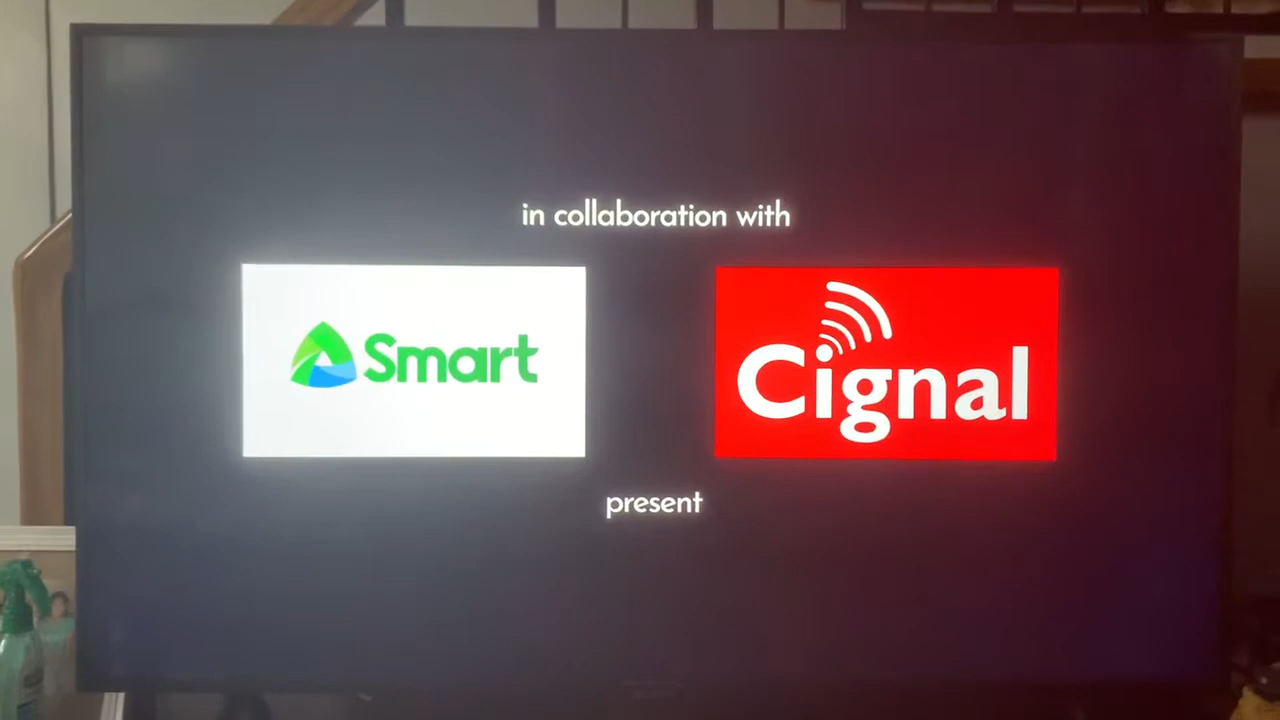 in collaboration with
Smart
Cignal
present